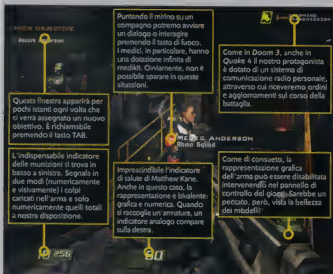 NEW OBJECTIVE
Escort Anderson
Puntando il mirino su un
compagno potremo avviare
un dialogo o interagire
premendo il tasto di fuoco.
I medici, in particolare, hanno
una dotazione infinita di
medikit. Ovviamente, non è
possibile sparare in queste
situazioni.
Come in Doom 3, anche in
Quake 4 il nostro protagonista
è dotato di un sistema di
comunicazione radio personale,
attraverso cui riceveremo ordini
e aggiornamenti sul corso della
battaglia.
Questa finestra apparirà per
pochi istanti ogni volta che
ci verrà assegnato un nuovo
obiettivo. È richiamabile
premendo il tasto TAB.
MEDIC ANDERSON
Rhino Squad
L'indispensabile indicatore
delle munizioni si trova in
basso a sinistra. Segnala in
due modi (numericamente
e visivamente) i colpi
caricati nell'arma e solo
numericamente quelli totali
a nostra disposizione.
Imprescindibile l'indicatore
di salute di Matthew Kane.
Anche in questo caso, la
rappresentazione è bivalente:
grafica e numerica. Quando
si raccoglie un'armatura, un
indicatore analogo compare
sulla destra.
Come di consueto, la
rappresentazione grafica
dell'arma può essere disabilitata
intervenendo nel pannello di
controllo del gioco. Sarebbe un
peccato, però, vista la bellezza
dei modelli!
256